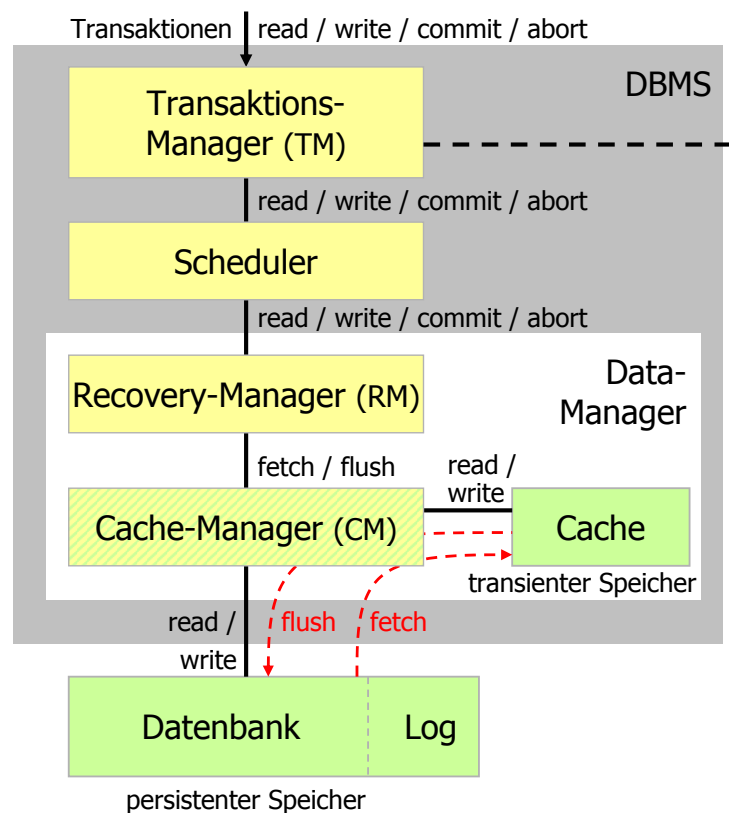 Transaktionen read / write / commit / abort
DBMS
Transaktions-
Manager (TM)
read / write / commit / abort
Scheduler
read / write / commit / abort
Data-
Manager
Recovery-Manager (RM)
fetch / flush
read /
write
Cache-Manager (CM)
Cache
transienter Speicher
read /
write
flush
fetch
Datenbank
Log
persistenter Speicher